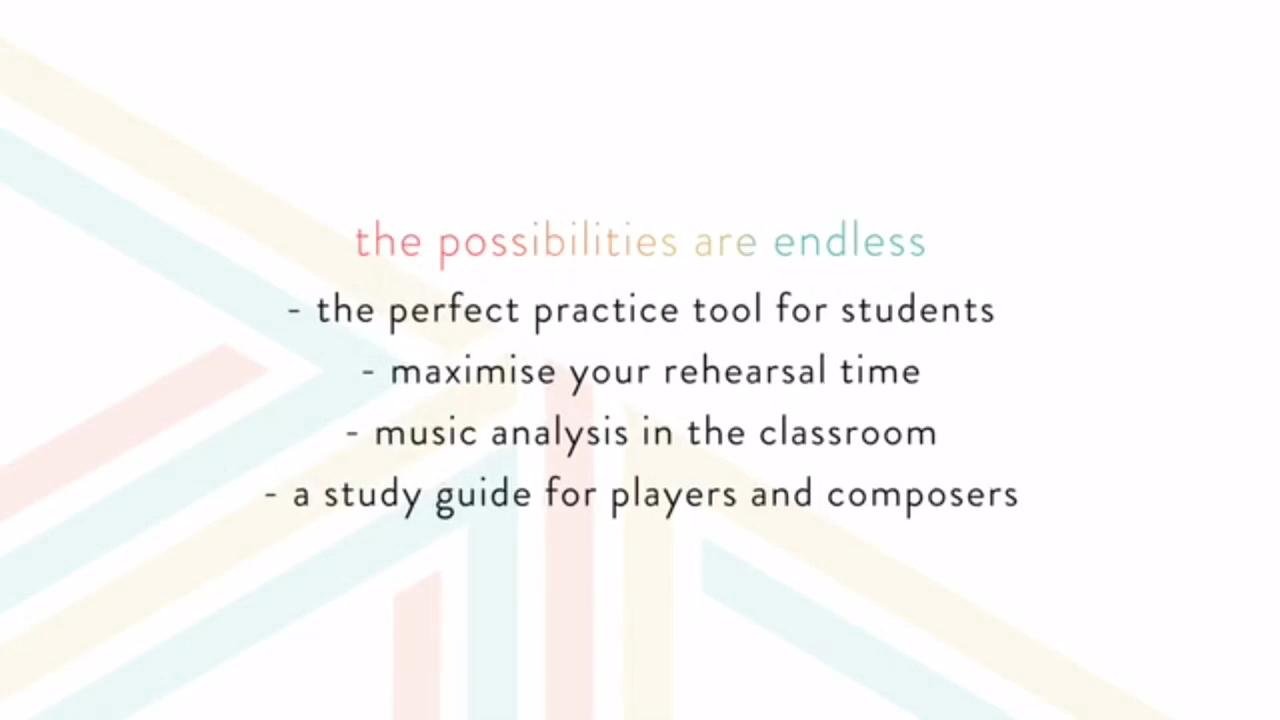 the possibilities are endless
- the perfect practice tool for students
- maximise your rehearsal time
- music analysis in the classroom
- a study guide for players and composers